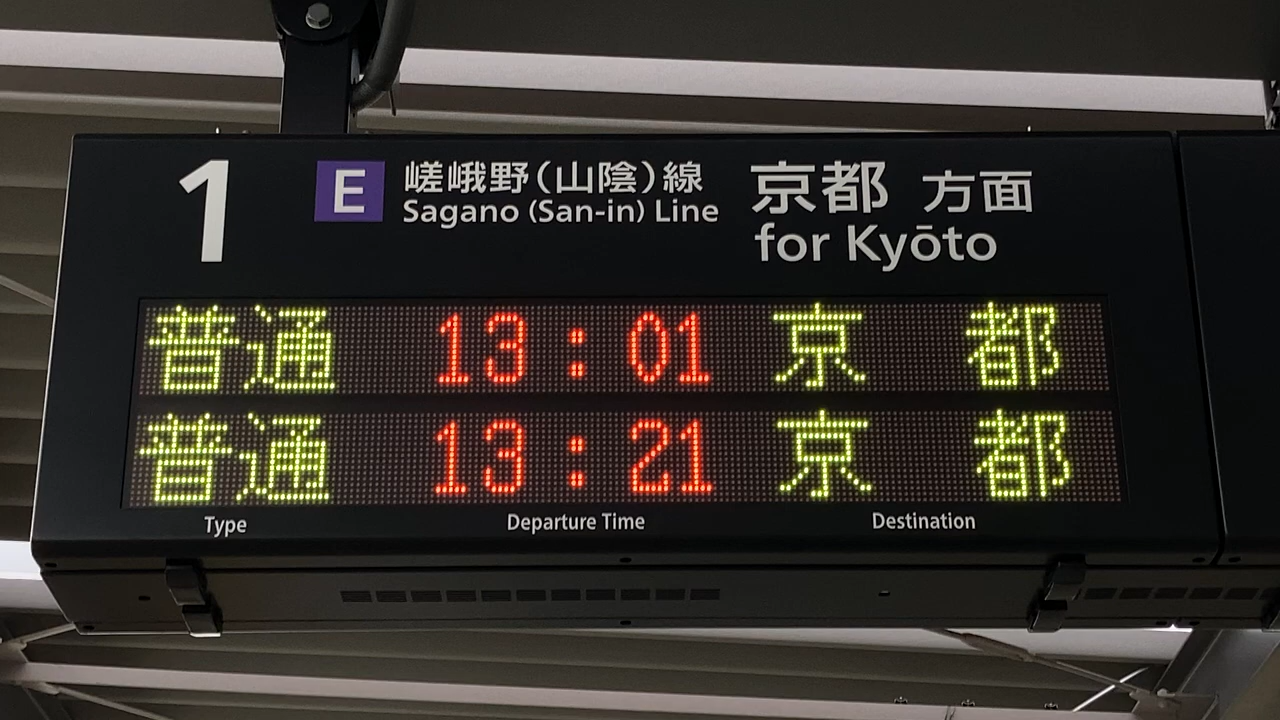 1 E 嵯峨野(山陰)線 京都 方面
Sagano (San-in) Line for Kyōto
普通 13:01 京 都
普通 13:21 京 都
Type Departure Time Destination